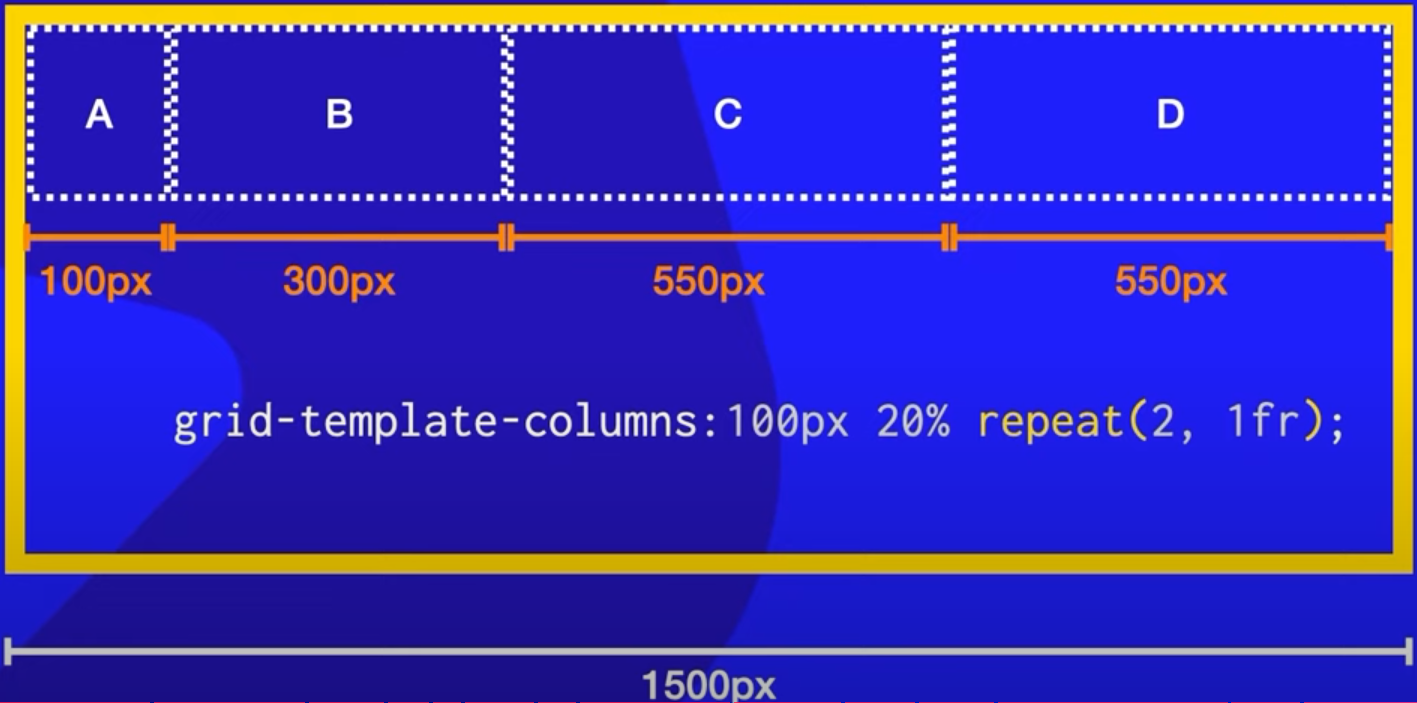 A B C D
100px 300px 550px 550px
grid-template-columns:100px 20% repeat(2, 1fr);
1500px